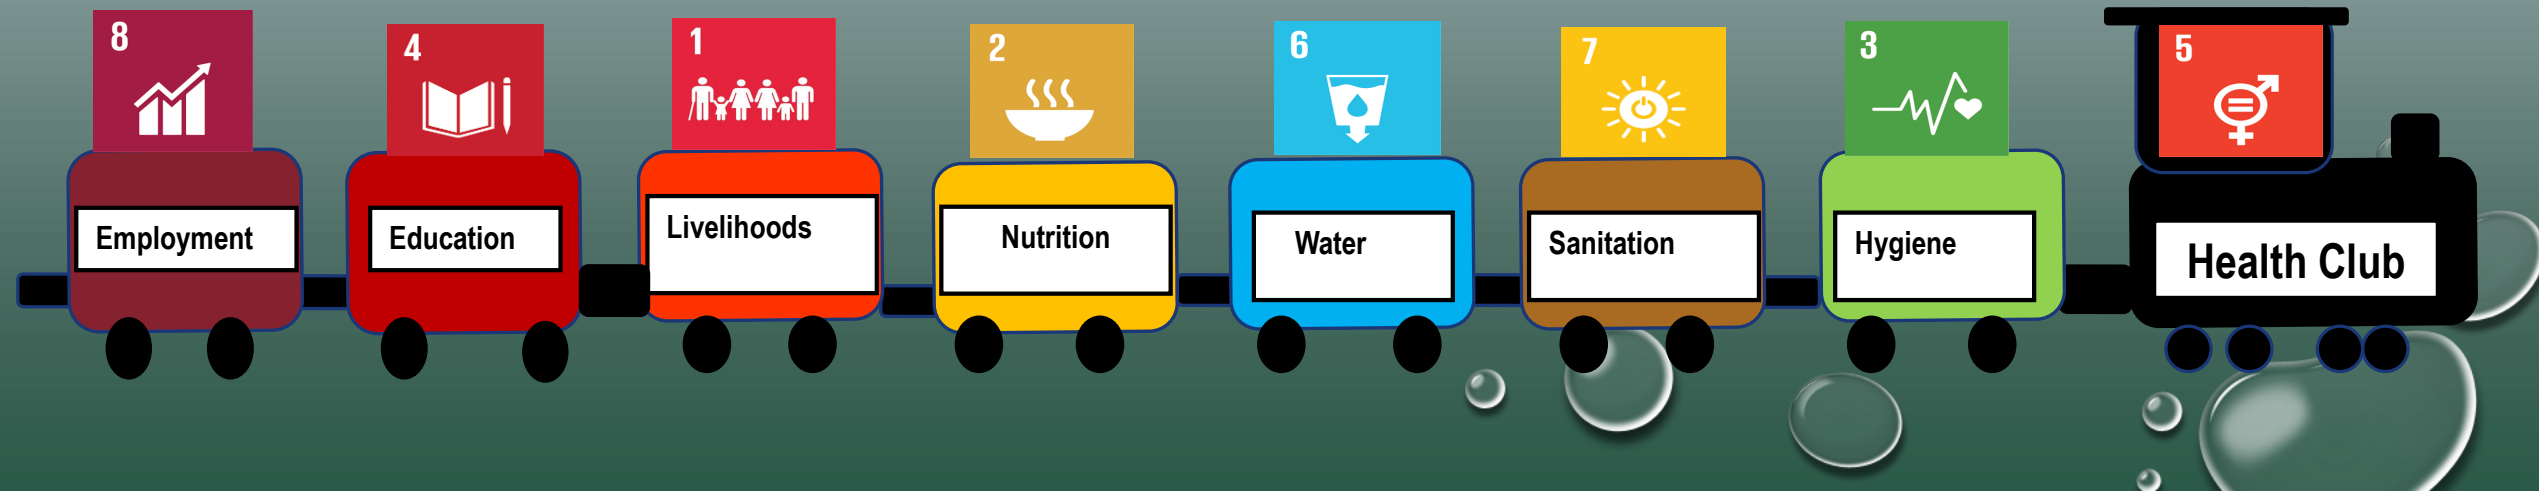 8
4
1
2
6
7
3
5
Employment
Education
Livelihoods
Nutrition
Water
Sanitation
Hygiene
Health Club